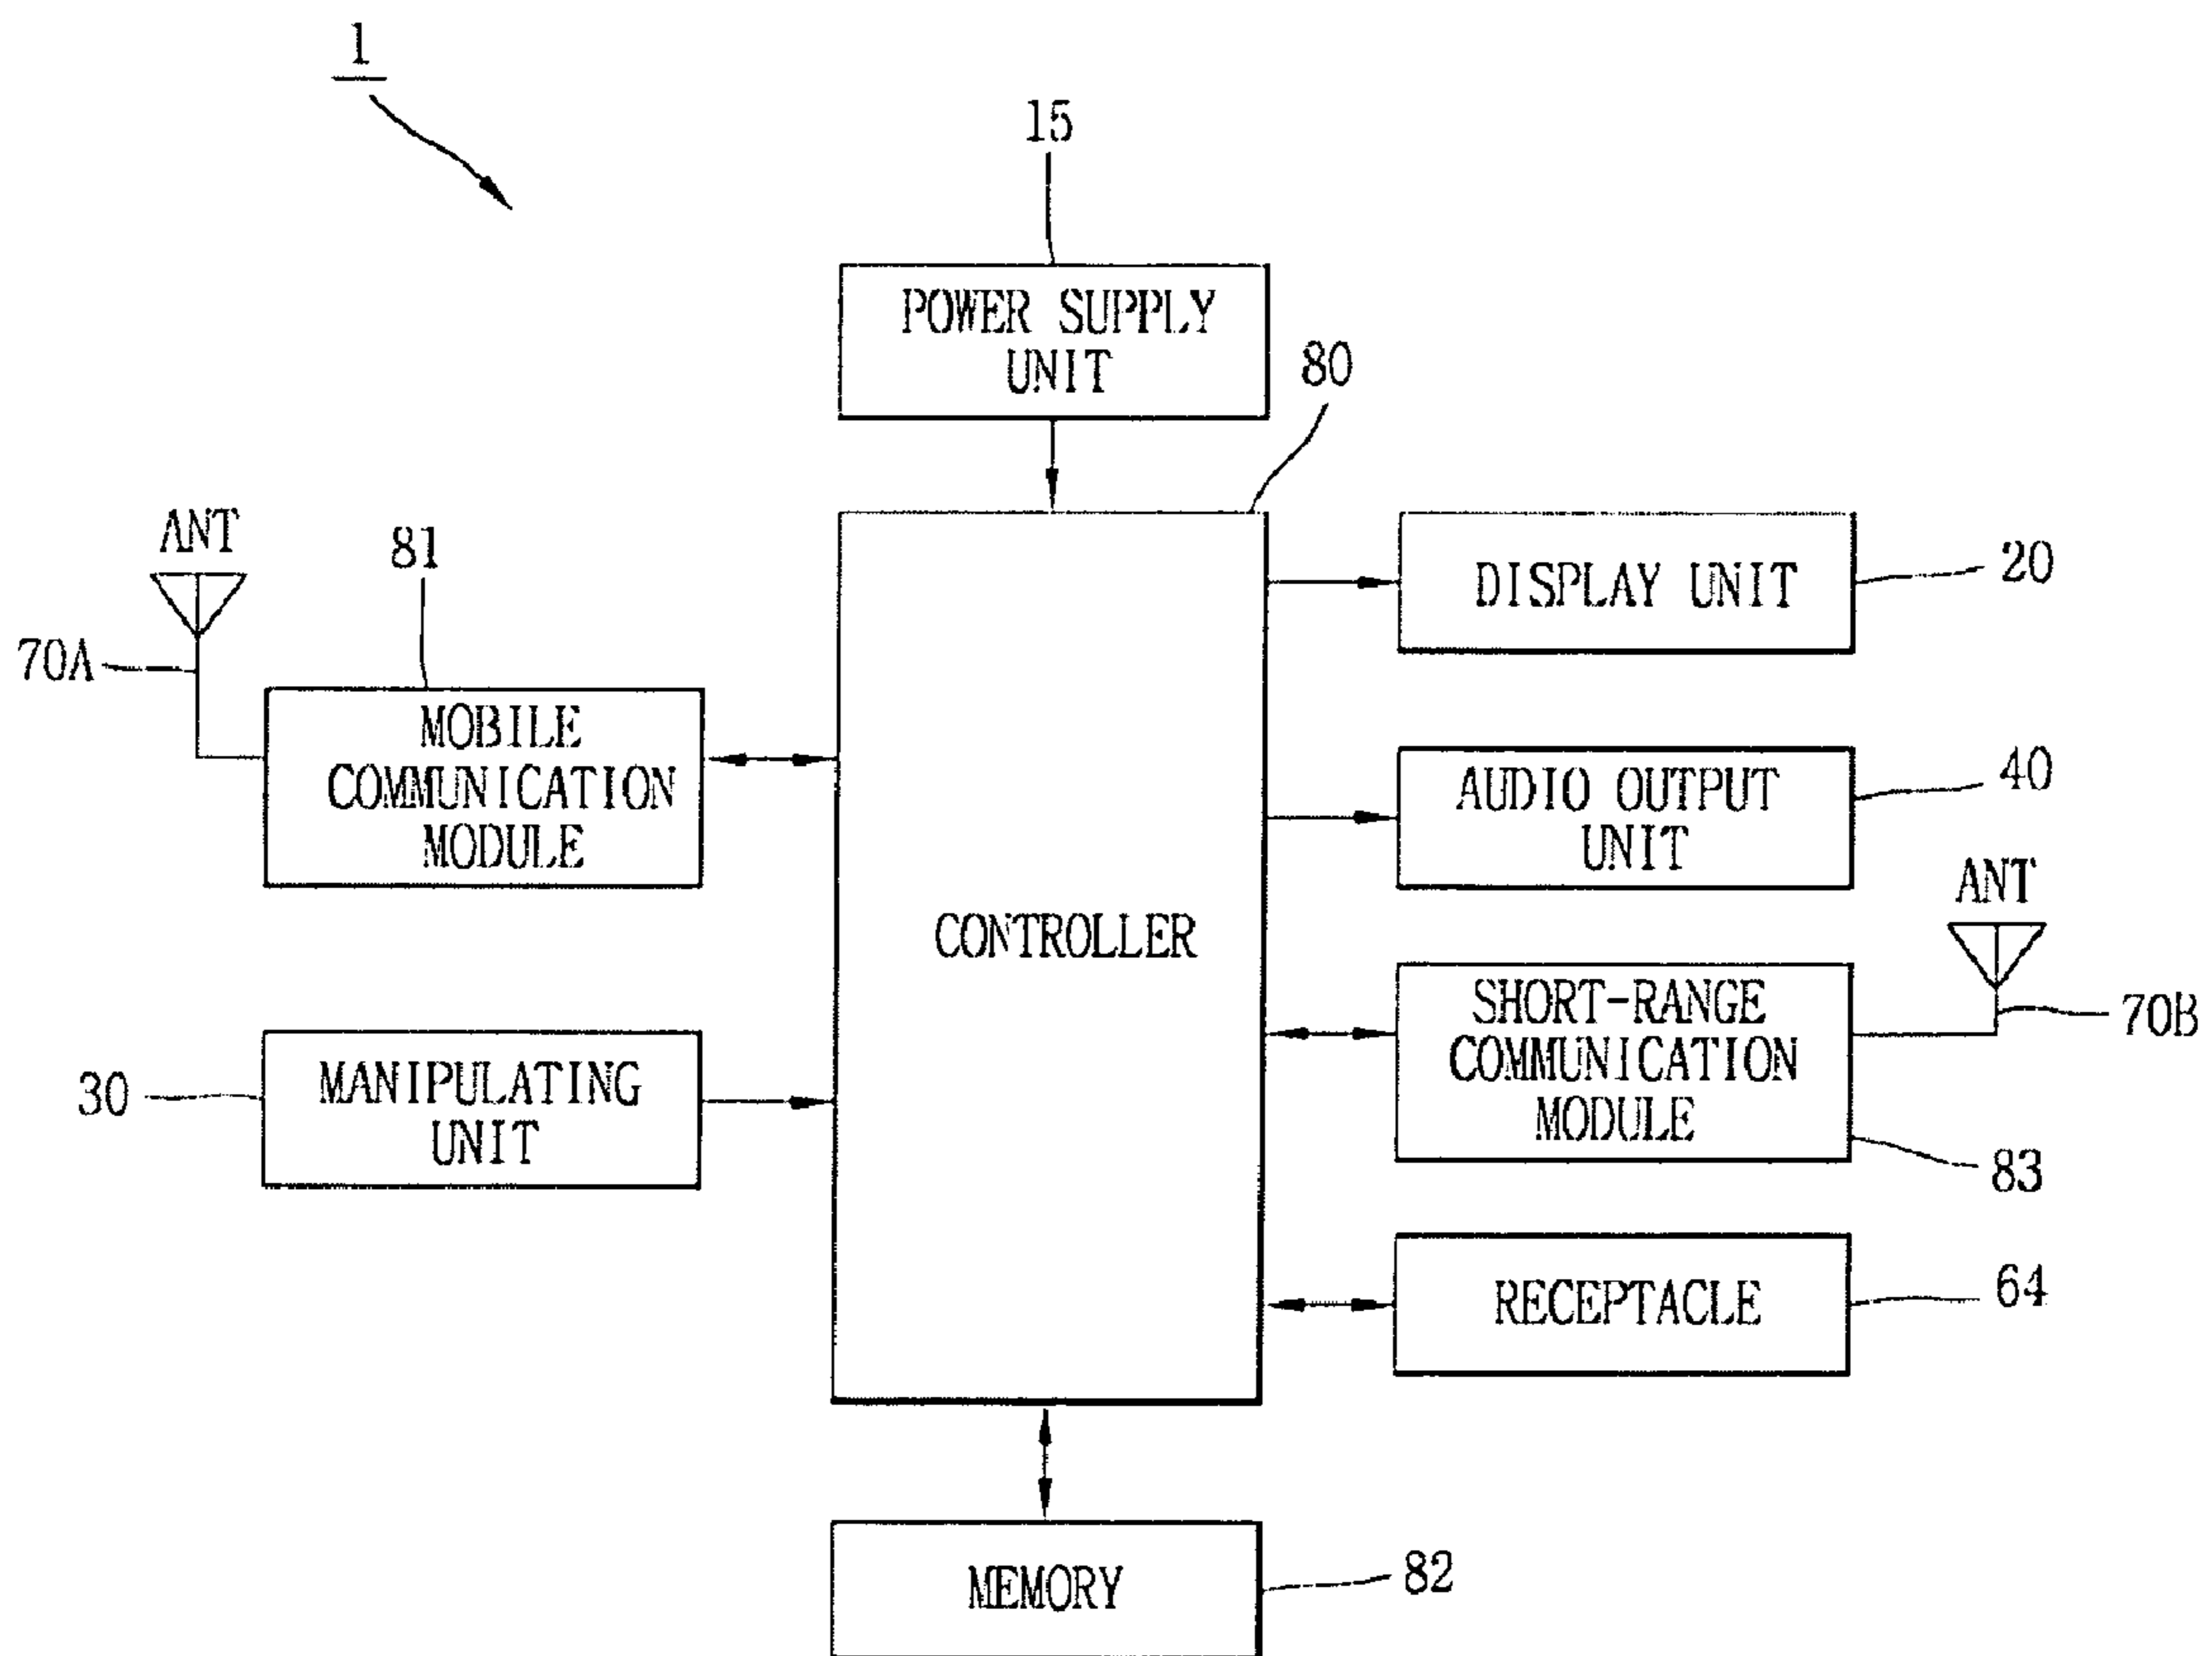 1
15
POWER SUPPLY
UNIT
80
ANT
81
70A
MOBILE
COMMUNICATION
MODULE
DISPLAY UNIT
20
AUDIO OUTPUT
UNIT
40
CONTROLLER
ANT
SHORT-RANGE
COMMUNICATION
MODULE
70B
83
30
MANIPULATING
UNIT
RECEPTACLE
64
MEMORY
82